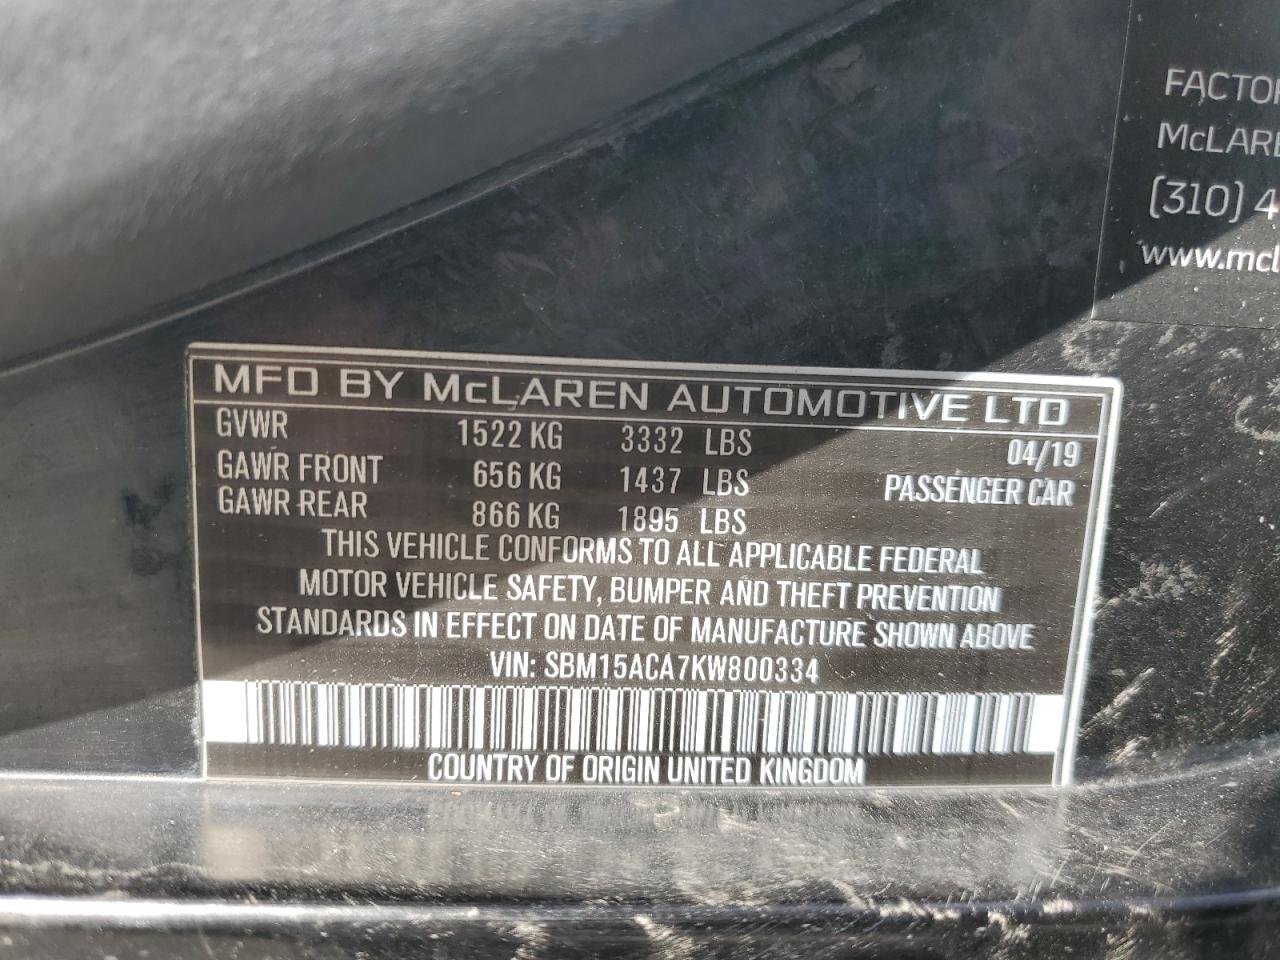 FACTOR
McLARE
(310) 4
www.mcl
MFD BY McLAREN AUTOMOTIVE LTD
GVWR 1522 KG 3332 LBS 04/19
GAWR FRONT 656 KG 1437 LBS PASSENGER CAR
GAWR REAR 866 KG 1895 LBS
THIS VEHICLE CONFORMS TO ALL APPLICABLE FEDERAL
MOTOR VEHICLE SAFETY, BUMPER AND THEFT PREVENTION
STANDARDS IN EFFECT ON DATE OF MANUFACTURE SHOWN ABOVE
VIN: SBM15ACA7KW800334
COUNTRY OF ORIGIN UNITED KINGDOM